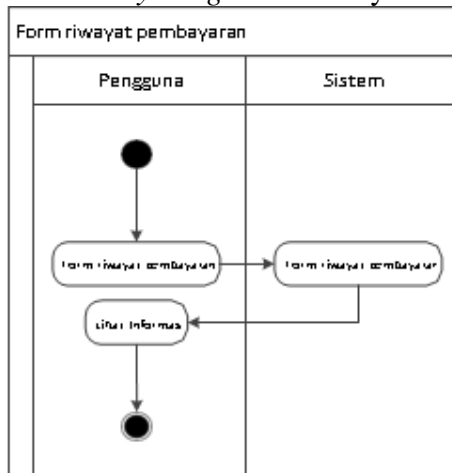 Form riwayat pembayaran
Pengguna
Sistem
Form riwayat pembayaran
Form riwayat pembayaran
Lihat Informasi